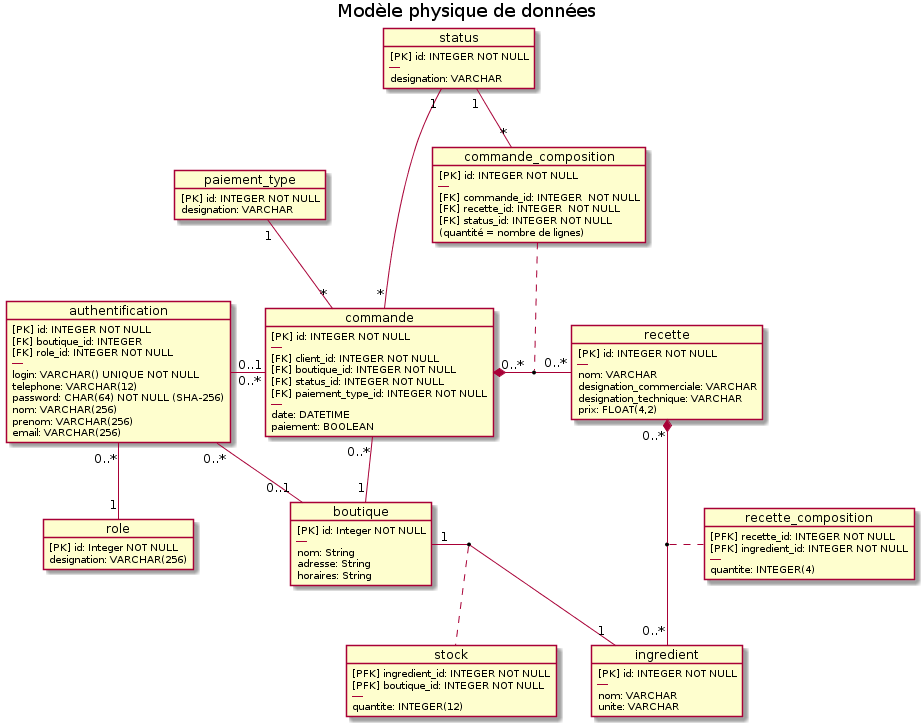 Modèle physique de données
status
[PK] id: INTEGER NOT NULL
designation: VARCHAR
1
1
*
commande_composition
[PK] id: INTEGER NOT NULL
[FK] commande_id: INTEGER  NOT NULL
[FK] recette_id: INTEGER  NOT NULL
[FK] status_id: INTEGER NOT NULL
(quantité = nombre de lignes)
paiement_type
[PK] id: INTEGER NOT NULL
designation: VARCHAR
1
*
*
authentification
[PK] id: INTEGER NOT NULL
[FK] boutique_id: INTEGER
[FK] role_id: INTEGER NOT NULL
login: VARCHAR() UNIQUE NOT NULL
telephone: VARCHAR(12)
password: CHAR(64) NOT NULL (SHA-256)
nom: VARCHAR(256)
prenom: VARCHAR(256)
email: VARCHAR(256)
0..1
0..*
commande
[PK] id: INTEGER NOT NULL
[FK] client_id: INTEGER NOT NULL
[FK] boutique_id: INTEGER NOT NULL
[FK] status_id: INTEGER NOT NULL
[FK] paiement_type_id: INTEGER NOT NULL
date: DATETIME
paiement: BOOLEAN
0..*
0..*
recette
[PK] id: INTEGER NOT NULL
nom: VARCHAR
designation_commerciale: VARCHAR
designation_technique: VARCHAR
prix: FLOAT(4,2)
0..*
0..*
0..*
0..*
1
0..1
1
role
[PK] id: Integer NOT NULL
designation: VARCHAR(256)
boutique
[PK] id: Integer NOT NULL
nom: String
adresse: String
horaires: String
1
recette_composition
[PFK] recette_id: INTEGER NOT NULL
[PFK] ingredient_id: INTEGER NOT NULL
quantite: INTEGER(4)
1
0..*
stock
[PFK] ingredient_id: INTEGER NOT NULL
[PFK] boutique_id: INTEGER NOT NULL
quantite: INTEGER(12)
ingredient
[PK] id: INTEGER NOT NULL
nom: VARCHAR
unite: VARCHAR